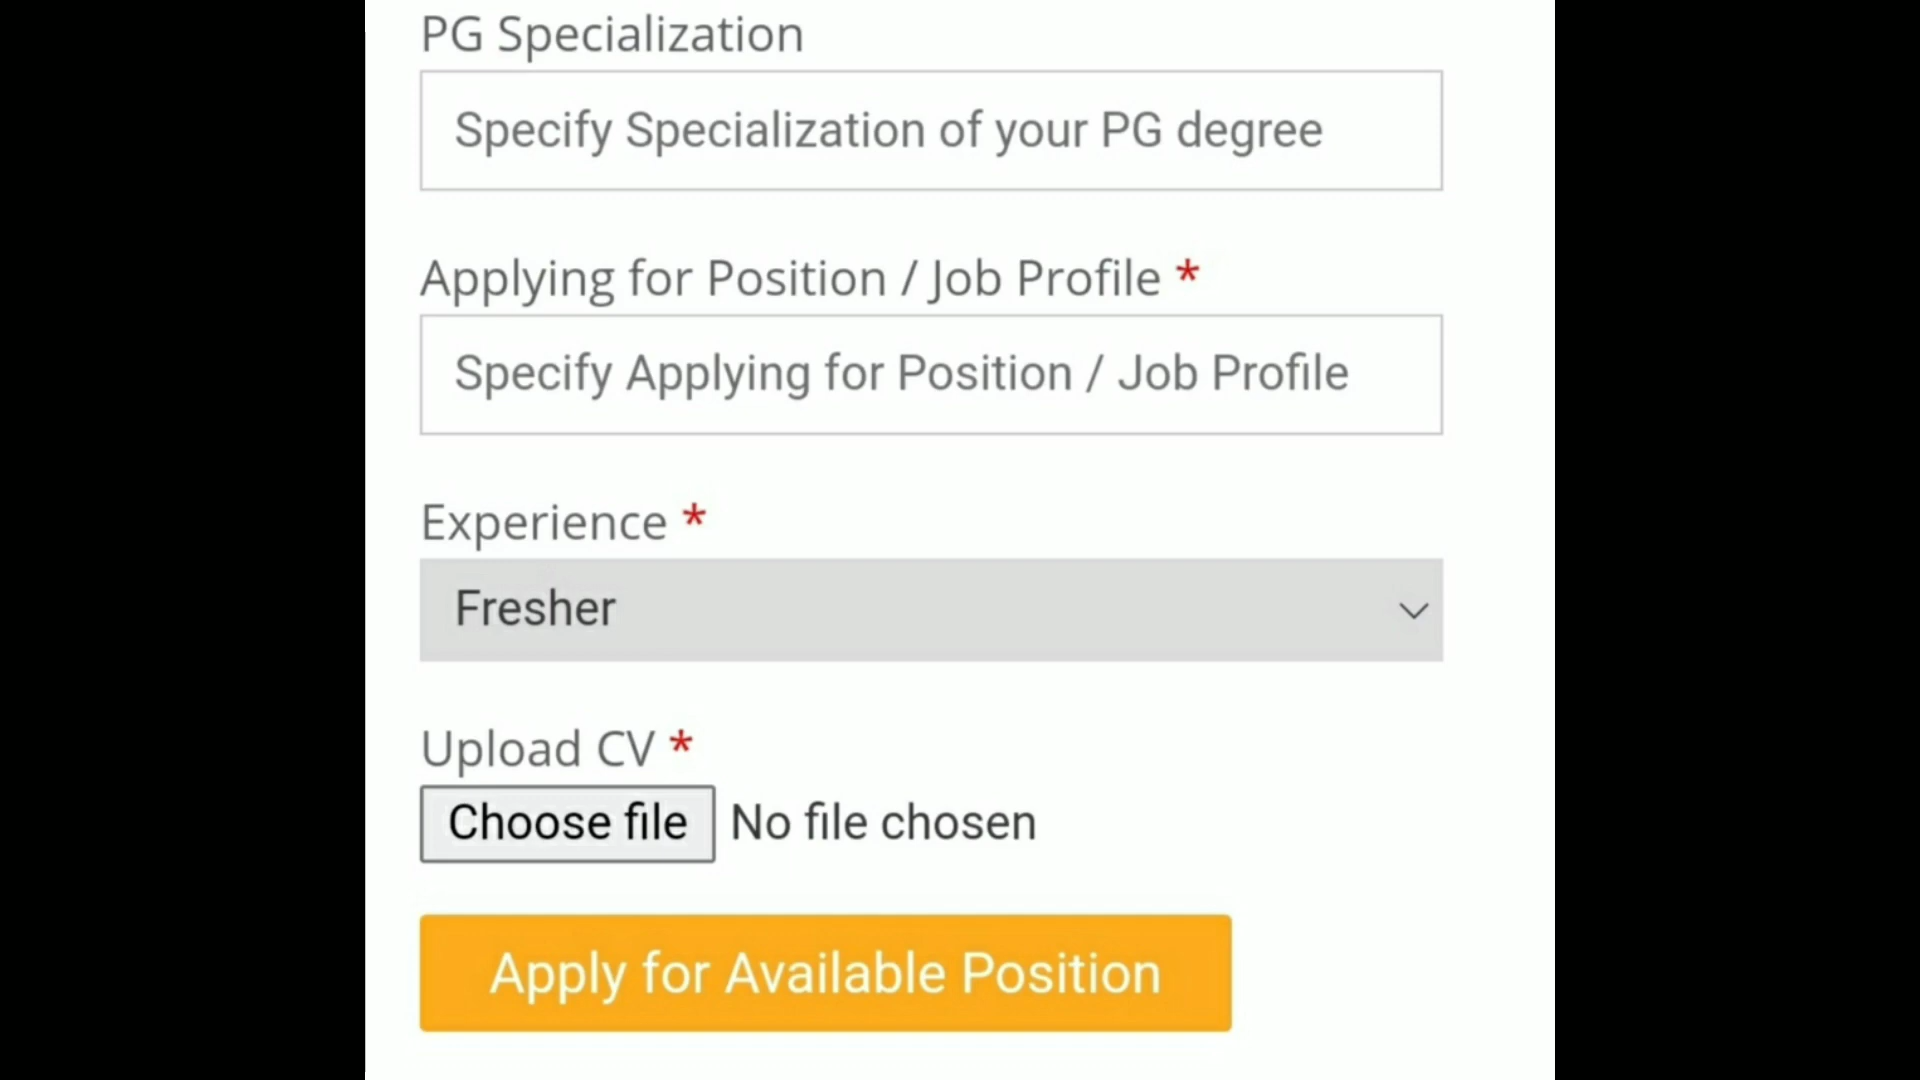 PG Specialization
Specify Specialization of your PG degree
Applying for Position / Job Profile *
Specify Applying for Position / Job Profile
Experience *
Fresher
Upload CV *
Choose file No file chosen
Apply for Available Position